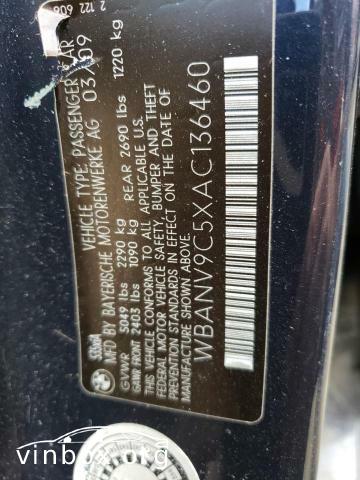 2 122 608
VEHICLE TYPE: PASSENGER CAR
MFD BY BAYERISCHE MOTORENWERKE AG 03/09
GVWR 5049 lbs 2290 kg
GAWR FRONT 2403 lbs 1090 kg REAR 2690 lbs 1220 kg
THIS VEHICLE CONFORMS TO ALL APPLICABLE
FEDERAL MOTOR VEHICLE SAFETY, BUMPER AND THEFT
PREVENTION STANDARDS IN EFFECT ON THE DATE OF
MANUFACTURE SHOWN ABOVE.
WBANV9C5XAC136460
vinbox.org